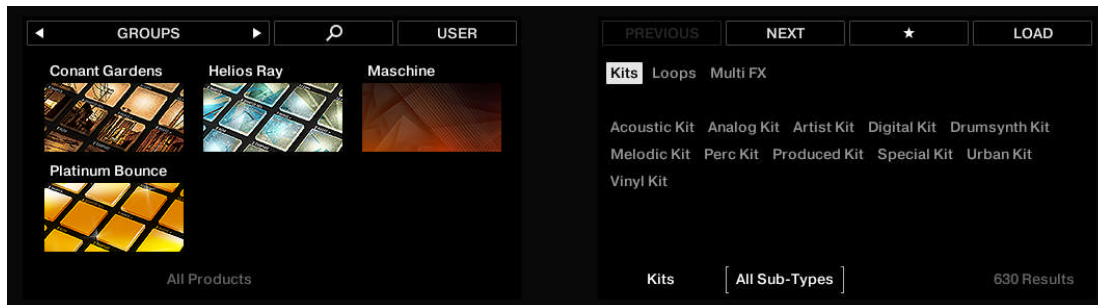 GROUPS USER
Conant Gardens Helios Ray Maschine
Platinum Bounce
All Products
PREVIOUS NEXT LOAD
Kits Loops Multi FX
Acoustic Kit Analog Kit Artist Kit Digital Kit Drumsynth Kit
Melodic Kit Perc Kit Produced Kit Special Kit Urban Kit
Vinyl Kit
Kits All Sub-Types 630 Results